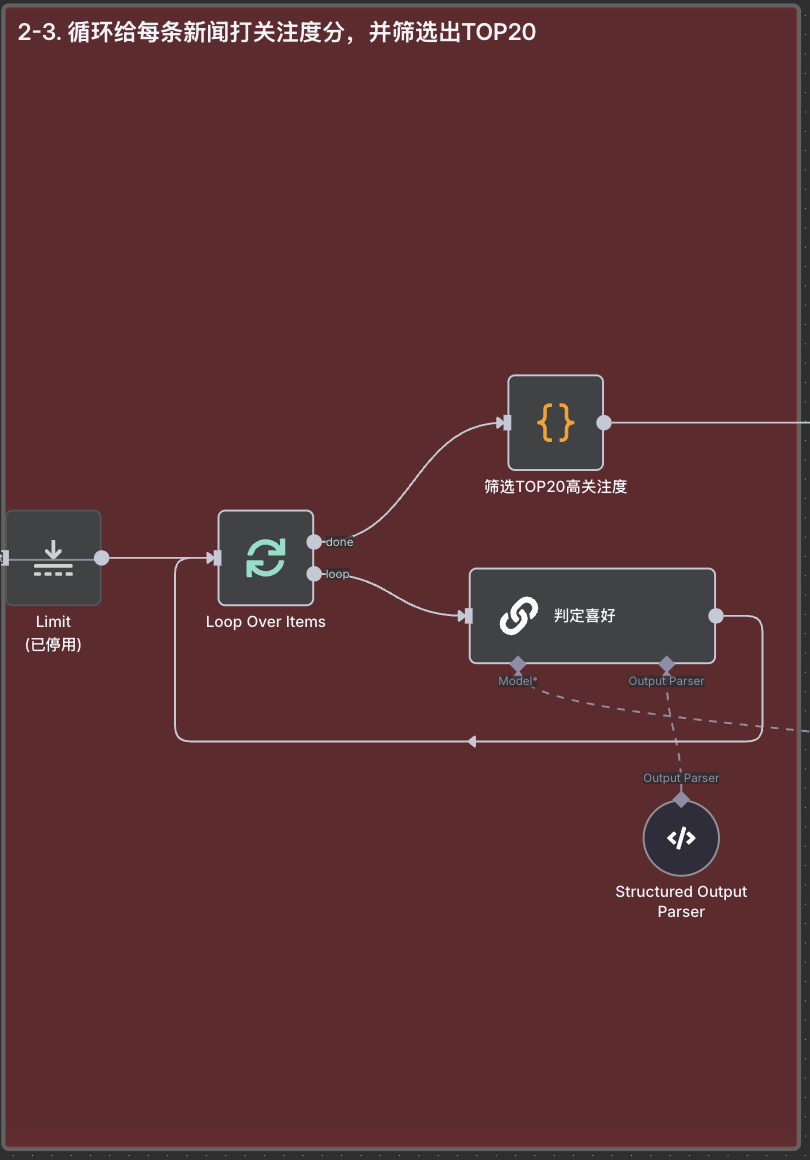 2-3. 循环给每条新闻打关注度分，并筛选出TOP20
筛选TOP20高关注度
done
loop
Limit
(已停用)
Loop Over Items
判定喜好
Model*
Output Parser
Output Parser
Structured Output
Parser